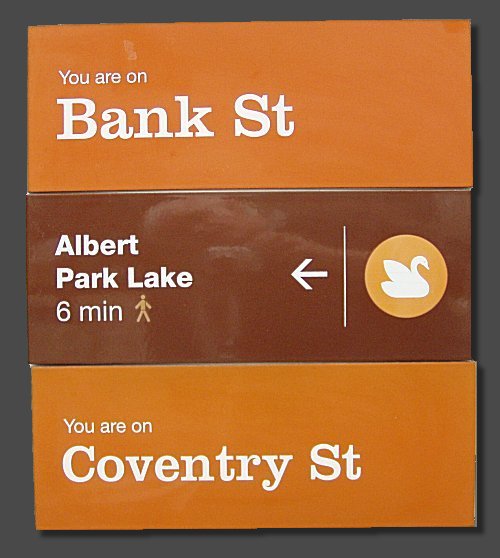 You are on
Bank St
Albert
Park Lake
6 min
You are on
Coventry St